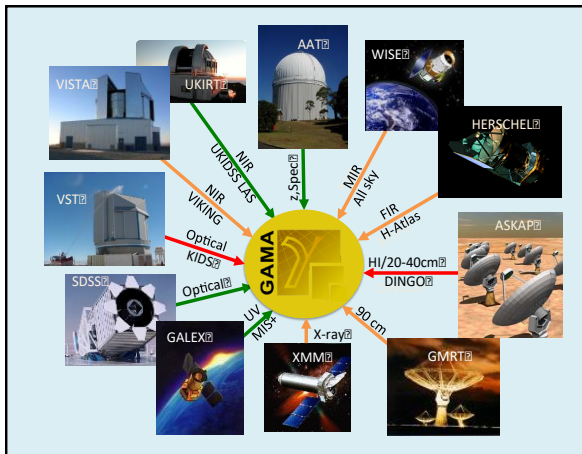 AAT⍰
WISE⍰
UKIRT⍰
VISTA⍰
HERSCHEL⍰
NIR
UKIDSS LAS
z,Spec⍰
MIR
All sky
NIR
VIKING
FIR
H-Atlas
VST⍰
ASKAP⍰
Optical
KIDS⍰
GAMA
HI/20-40cm⍰
DINGO⍰
SDSS⍰
Optical⍰
UV
MIS+
90 cm
GALEX⍰
X-ray⍰
XMM⍰
GMRT⍰